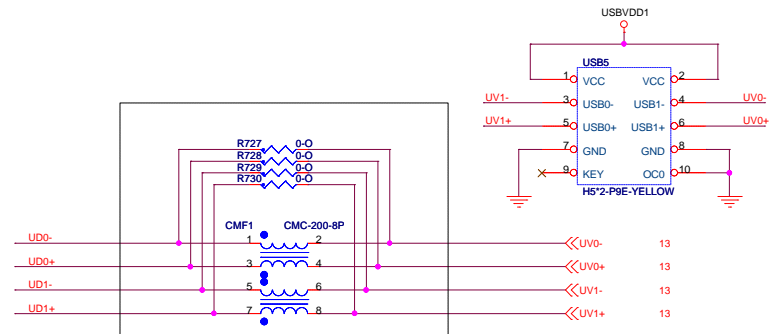 USBVDD1
USB5
1 VCC VCC 2
UV1- 3 USB0- USB1- 4 UV0-
UV1+ 5 USB0+ USB1+ 6 UV0+
7 GND GND 8
9 KEY OC0 10
H5*2-P9E-YELLOW
R727 0-O
R728 0-O
R729 0-O
R730 0-O
CMF1 CMC-200-8P
UD0- 1 2 UV0- 13
UD0+ 3 4 UV0+ 13
UD1- 5 6 UV1- 13
UD1+ 7 8 UV1+ 13